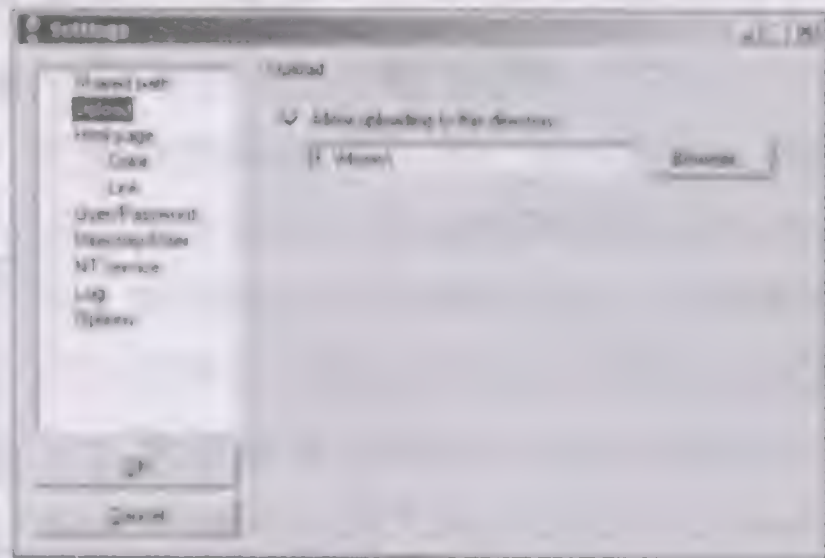 Settings
Shared path
Upload
Html page
Color
Link
User/Password
NT service
Log
Options
OK
Cancel
Upload
Allow uploading to this directory
Browse...